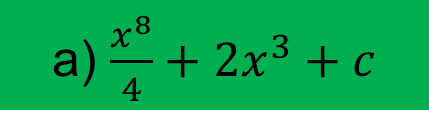 a) x⁸/4 + 2x³ + c